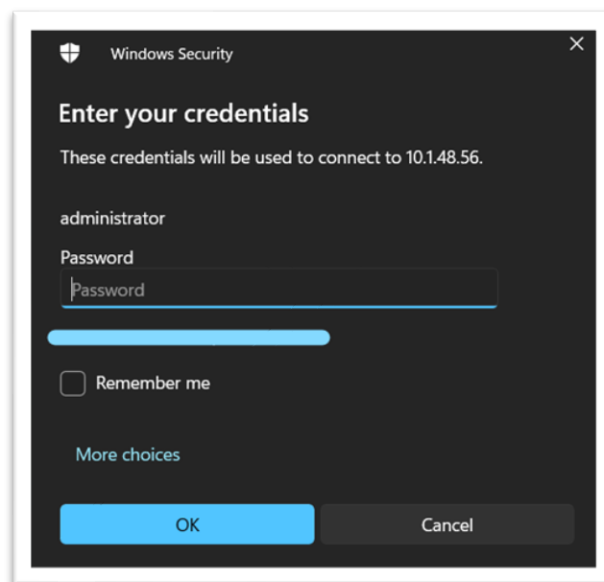 Windows Security
Enter your credentials
These credentials will be used to connect to 10.1.48.56.
administrator
Password
Password
Remember me
More choices
OK
Cancel